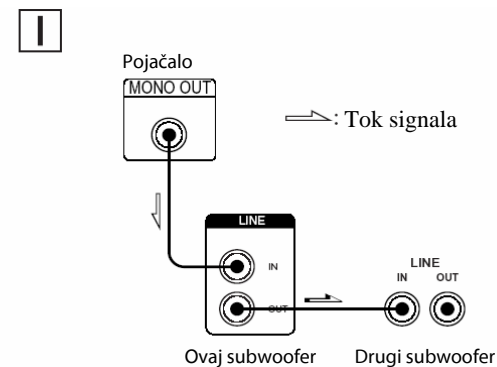 I
Pojačalo
MONO OUT
: Tok signala
LINE
IN
OUT
LINE
IN OUT
Ovaj subwoofer Drugi subwoofer